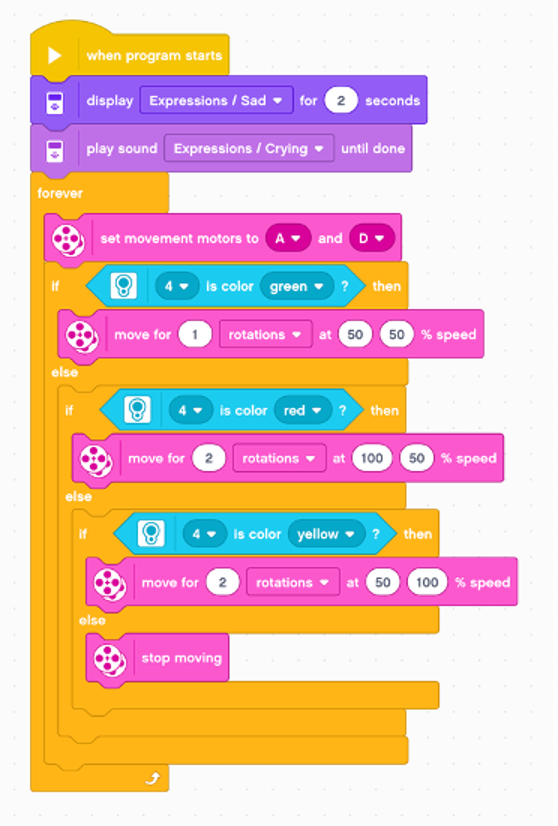 when program starts
display Expressions / Sad for 2 seconds
play sound Expressions / Crying until done
forever
set movement motors to A and D
if 4 is color green ? then
move for 1 rotations at 50 50 % speed
else
if 4 is color red ? then
move for 2 rotations at 100 50 % speed
else
if 4 is color yellow ? then
move for 2 rotations at 50 100 % speed
else
stop moving